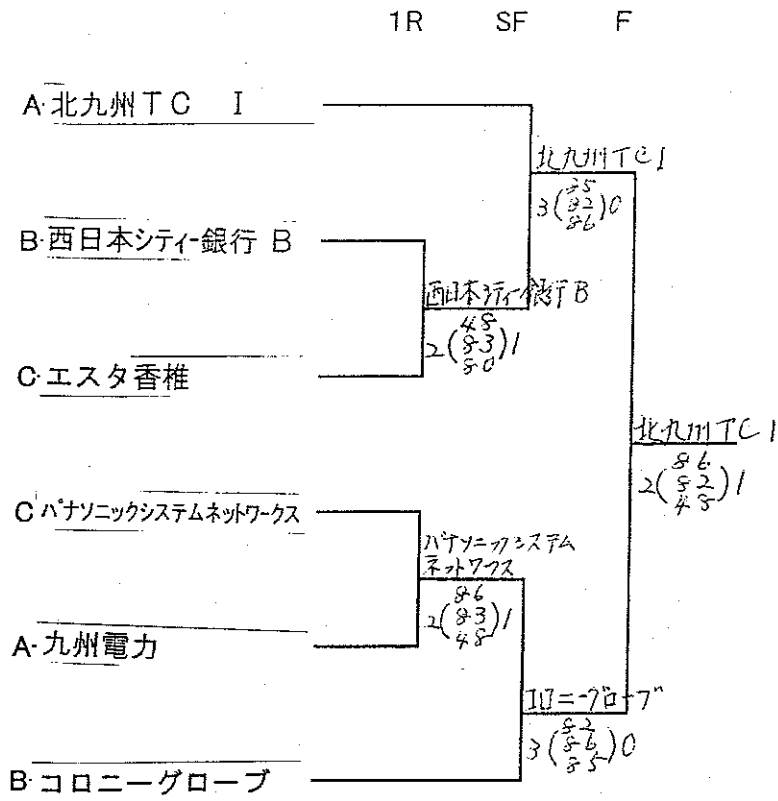 1R SF F
A 北九州TC I
北九州TC I
85
3(82)0
86
B 西日本シティ-銀行 B
西日本シティー銀行 B
48
2(83)1
80
C エスタ香椎
北九州TC I
86
2(82)1
48
C パナソニックシステムネットワークス
パナソニックシステム
ネットワクス
86
2(83)1
48
A 九州電力
コロニーグローブ
82
3(86)0
85
B コロニーグローブ